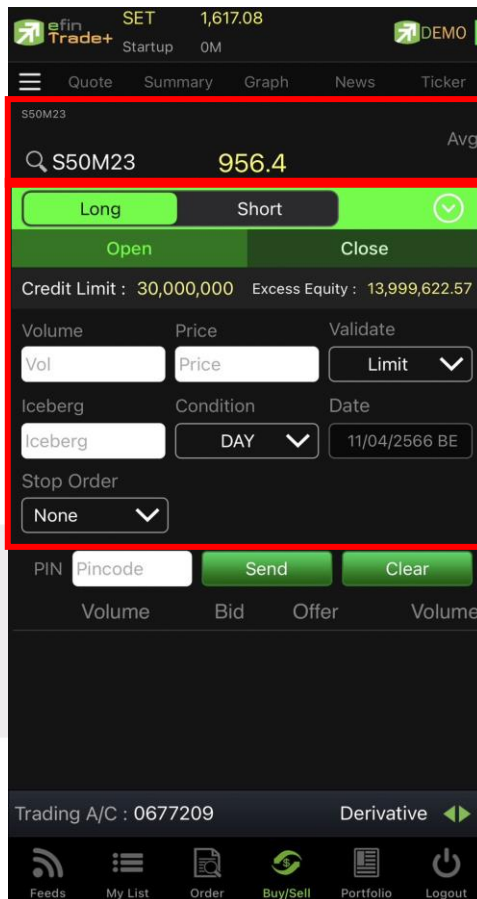 efin Trade+ SET 1,617.08 DEMO
Startup 0M
Quote Summary Graph News Ticker
S50M23
Avg
S50M23 956.4
Long Short
Open Close
Credit Limit : 30,000,000 Excess Equity : 13,999,622.57
Volume Price Validate
Vol Price Limit
Iceberg Condition Date
Iceberg DAY 11/04/2566 BE
Stop Order
None
PIN Pincode Send Clear
Volume Bid Offer Volume
Trading A/C : 0677209 Derivative
Feeds My List Order Buy/Sell Portfolio Logout